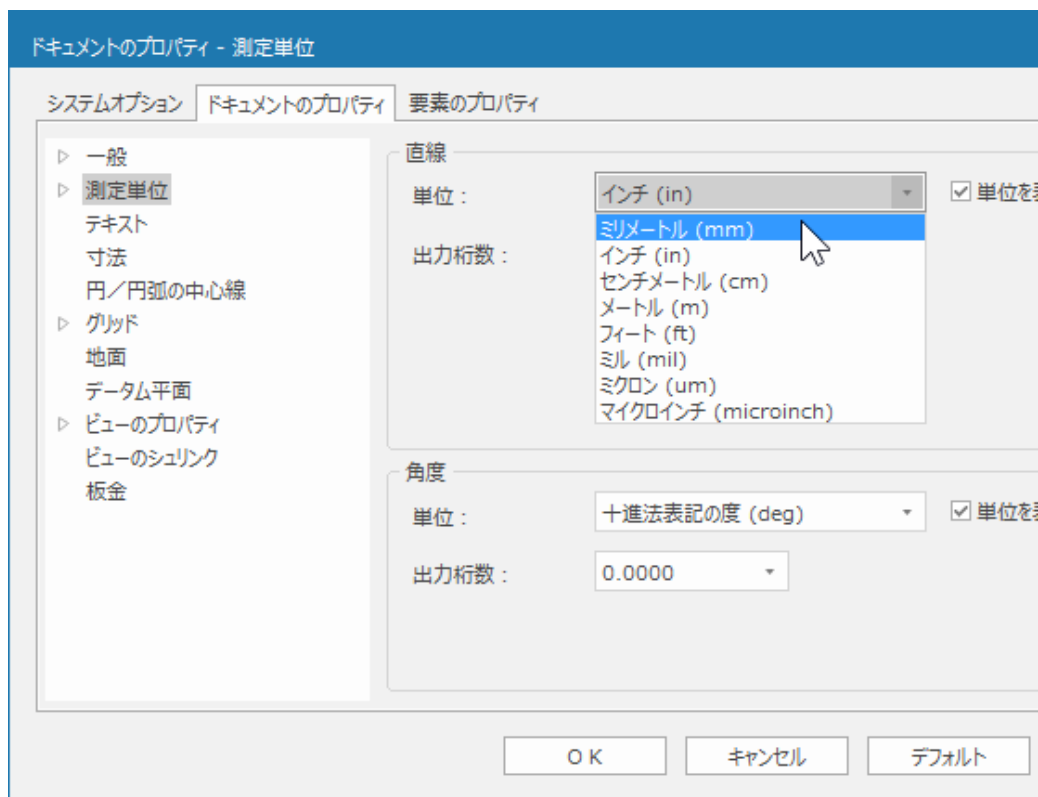 ドキュメントのプロパティ - 測定単位
システムオプション ドキュメントのプロパティ 要素のプロパティ
一般
測定単位
テキスト
寸法
円／円弧の中心線
グリッド
地面
データム平面
ビューのプロパティ
ビューのシュリンク
板金
直線
単位：
インチ (in)
単位を
ミリメートル (mm)
インチ (in)
センチメートル (cm)
メートル (m)
フィート (ft)
ミル (mil)
ミクロン (um)
マイクロインチ (microinch)
出力桁数：
角度
単位：
十進法表記の度 (deg)
単位を
出力桁数：
0.0000
ＯＫ キャンセル デフォルト